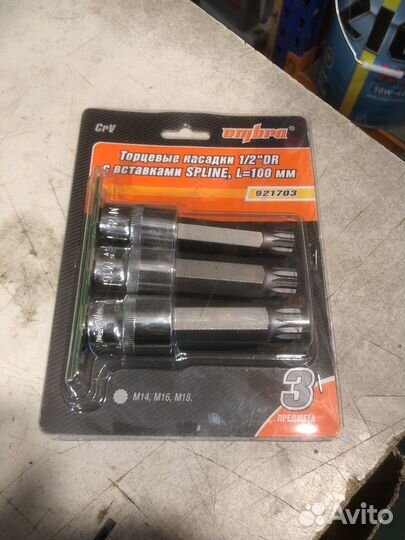 CrV
ombra
Торцевые насадки 1/2"DR
с вставками SPLINE, L=100 мм
921703
M14, M16, M18.
3
ПРЕДМЕТА
10W-4
Avito